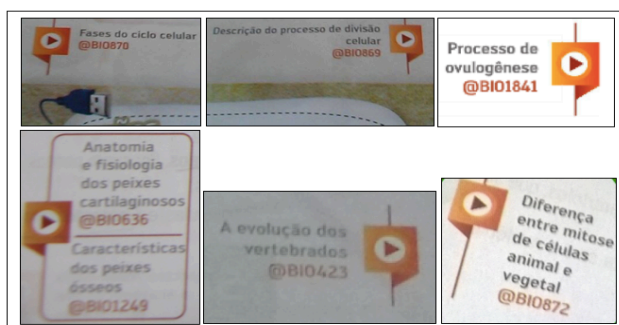 Fases do ciclo celular
@BIO870
Descrição do processo de divisão
celular
@BIO869
Processo de
ovulogênese
@BIO1841
Anatomia
e fisiologia
dos peixes
cartilaginosos
@BIO636
Características
dos peixes
ósseos
@BIO1249
A evolução dos
vertebrados
@BIO423
Diferença
entre mitose
de células
animal e
vegetal
@BIO872